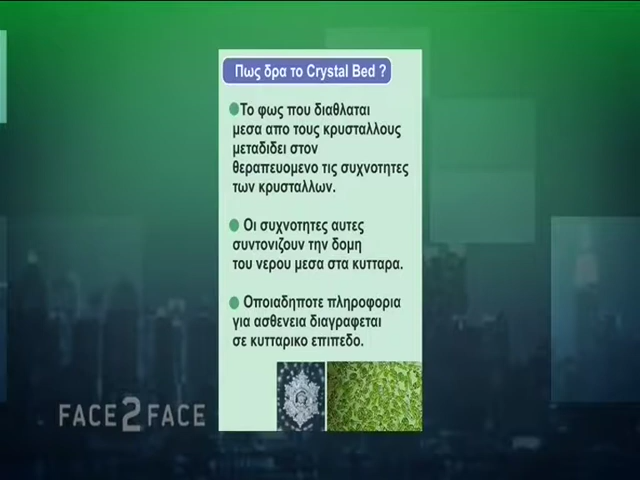 Πως δρα το Crystal Bed ?
Το φως που διαθλαται
μεσα απο τους κρυσταλλους
μεταδιδει στον
θεραπευομενο τις συχνοτητες
των κρυσταλλων.
Οι συχνοτητες αυτες
συντονιζουν την δομη
του νερου μεσα στα κυτταρα.
Οποιαδηποτε πληροφορια
για ασθενεια διαγραφεται
σε κυτταρικο επιπεδο.
FACE2FACE